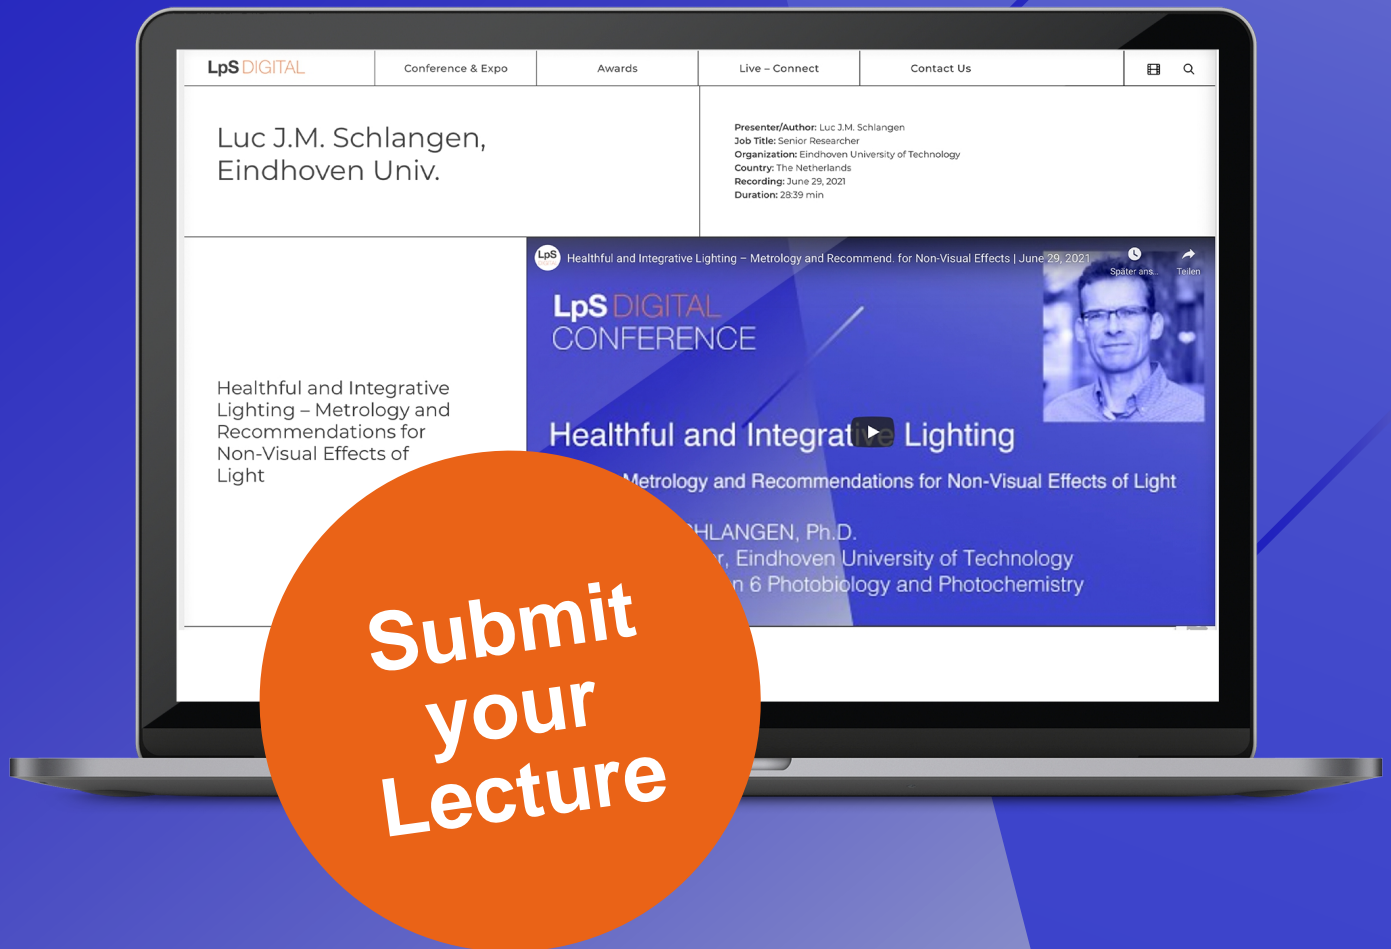 LpS DIGITAL
Conference & Expo
Awards
Live – Connect
Contact Us
Luc J.M. Schlangen,
Eindhoven Univ.
Presenter/Author: Luc J.M. Schlangen
Job Title: Senior Researcher
Organization: Eindhoven University of Technology
Country: The Netherlands
Recording: June 29, 2021
Duration: 28:39 min
Healthful and Integrative
Lighting – Metrology and
Recommendations for
Non-Visual Effects of
Light
LpS
Healthful and Integrative Lighting – Metrology and Recommend. for Non-Visual Effects | June 29, 2021
Später ans...
Teilen
LpS DIGITAL
CONFERENCE
Healthful and Integrative Lighting
Metrology and Recommendations for Non-Visual Effects of Light
HLANGEN, Ph.D.
r, Eindhoven University of Technology
n 6 Photobiology and Photochemistry
Submit
your
Lecture